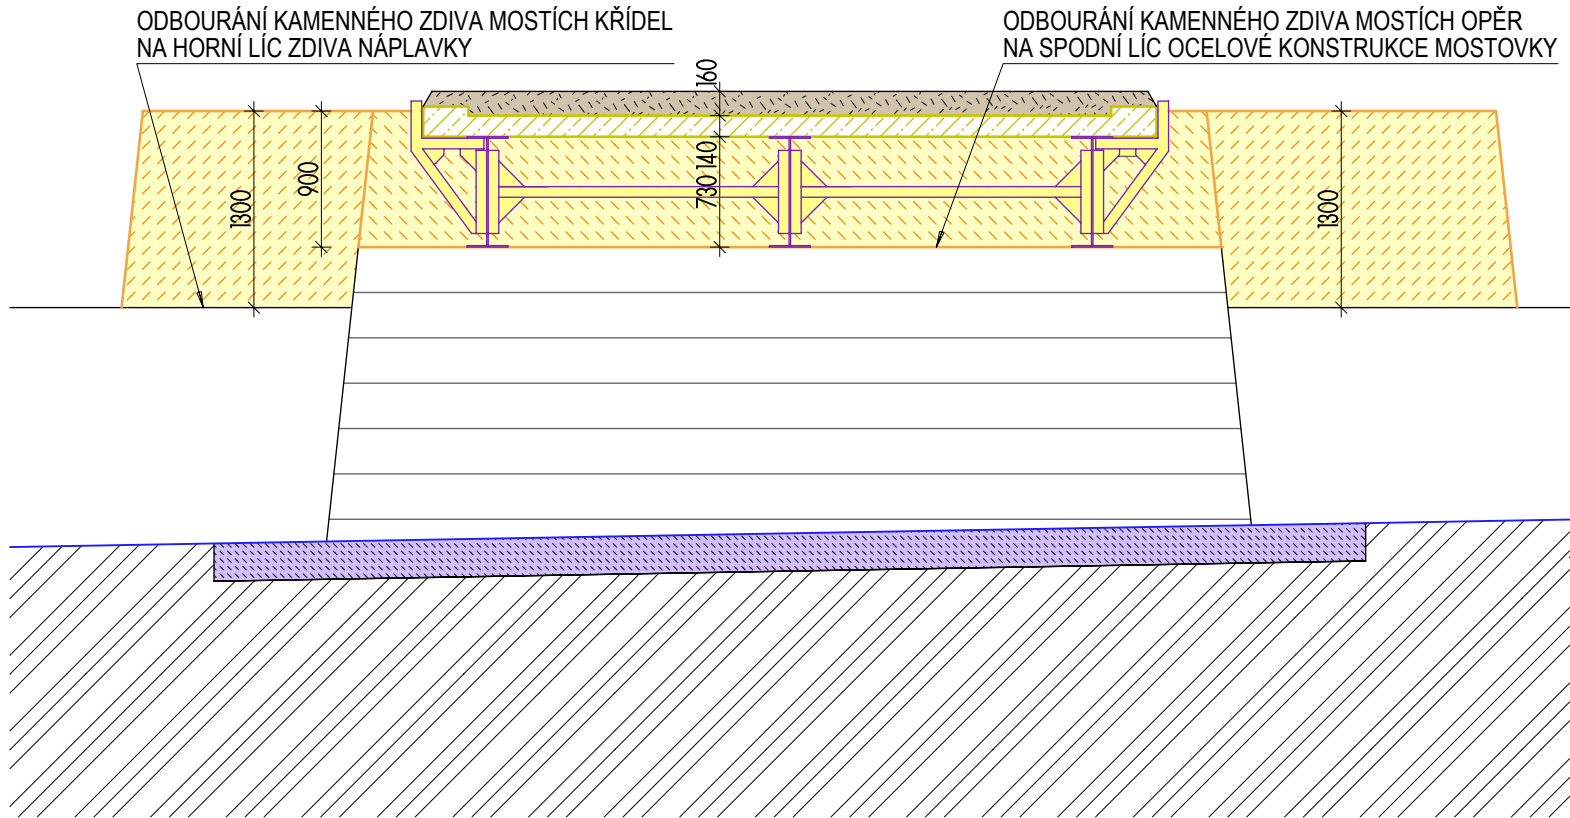 ODBOURÁNÍ KAMENNÉHO ZDIVA MOSTÍCH KŘÍDEL
NA HORNÍ LÍC ZDIVA NÁPLAVKY
ODBOURÁNÍ KAMENNÉHO ZDIVA MOSTÍCH OPĚR
NA SPODNÍ LÍC OCELOVÉ KONSTRUKCE MOSTOVKY
160
140
730
900
1300
1300